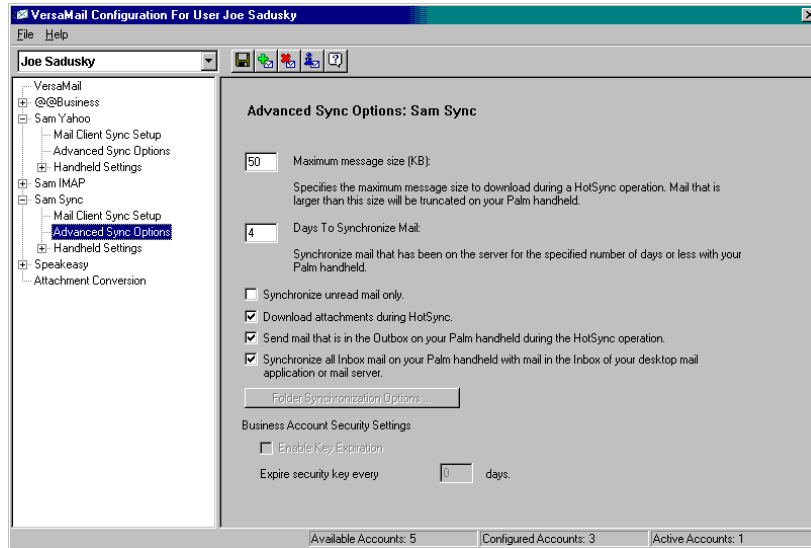 VersaMail Configuration For User Joe Sadusky
File Help
Joe Sadusky
VersaMail
@@Business
Sam Yahoo
Mail Client Sync Setup
Advanced Sync Options
Handheld Settings
Sam IMAP
Sam Sync
Mail Client Sync Setup
Advanced Sync Options
Handheld Settings
Speakeasy
Attachment Conversion
Advanced Sync Options: Sam Sync
50 Maximum message size (KB):
Specifies the maximum message size to download during a HotSync operation. Mail that is
larger than this size will be truncated on your Palm handheld.
4 Days To Synchronize Mail:
Synchronize mail that has been on the server for the specified number of days or less with your
Palm handheld.
Synchronize unread mail only.
Download attachments during HotSync.
Send mail that is in the Outbox on your Palm handheld during the HotSync operation.
Synchronize all Inbox mail on your Palm handheld with mail in the Inbox of your desktop mail
application or mail server.
Folder Synchronization Options ...
Business Account Security Settings
Enable Key Expiration
Expire security key every 0 days.
Available Accounts: 5 Configured Accounts: 3 Active Accounts: 1